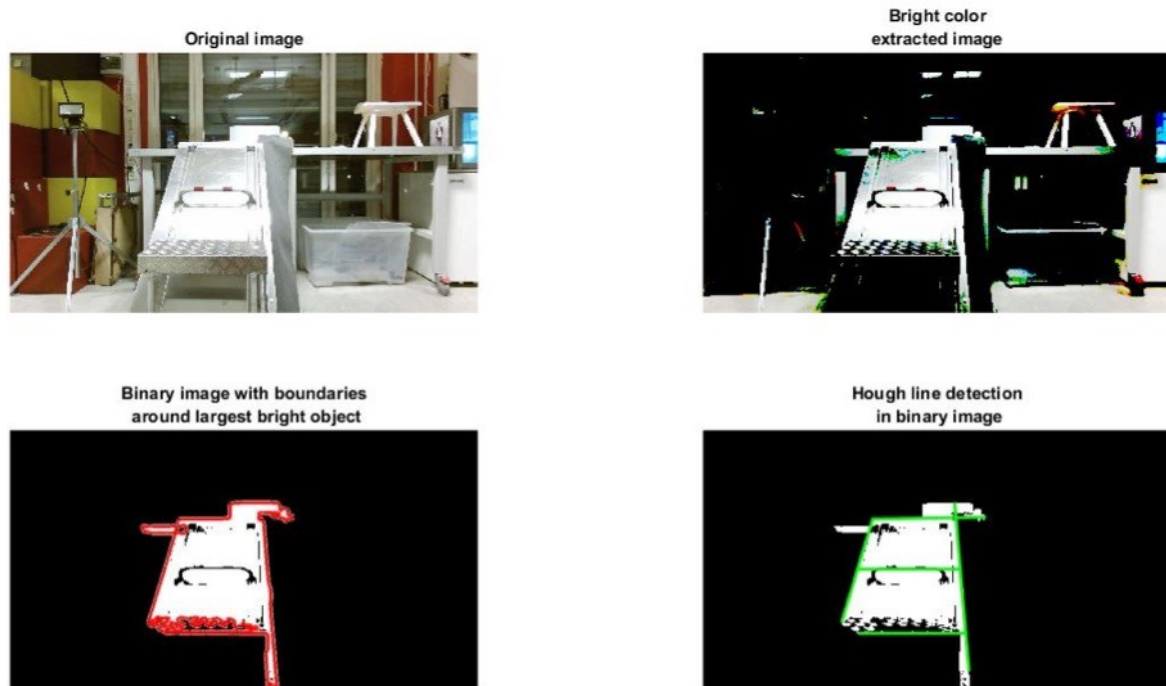 Original image
Bright color
extracted image
Binary image with boundaries
around largest bright object
Hough line detection
in binary image